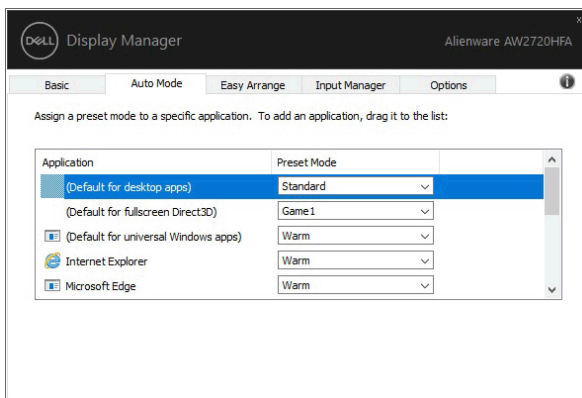 DELL Display Manager Alienware AW2720HFA
Basic Auto Mode Easy Arrange Input Manager Options
Assign a preset mode to a specific application. To add an application, drag it to the list:
Application Preset Mode
(Default for desktop apps) Standard
(Default for fullscreen Direct3D) Game1
(Default for universal Windows apps) Warm
Internet Explorer Warm
Microsoft Edge Warm